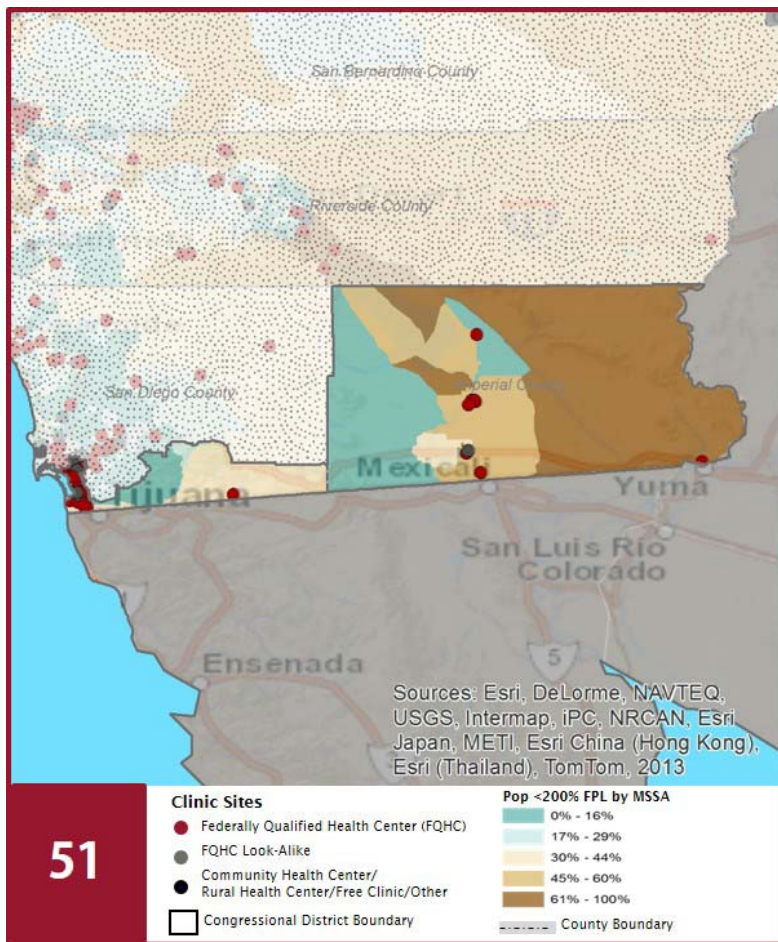 San Bernardino County
Riverside County
San Diego County
Imperial County
Mexicali
Tijuana
Yuma
San Luis Río
Colorado
Ensenada
5
Sources: Esri, DeLorme, NAVTEQ,
USGS, Intermap, iPC, NRCAN, Esri
Japan, METI, Esri China (Hong Kong),
Esri (Thailand), TomTom, 2013
51
Clinic Sites
Federally Qualified Health Center (FQHC)
FQHC Look-Alike
Community Health Center/
Rural Health Center/Free Clinic/Other
Congressional District Boundary
Pop <200% FPL by MSSA
0% - 16%
17% - 29%
30% - 44%
45% - 60%
61% - 100%
County Boundary